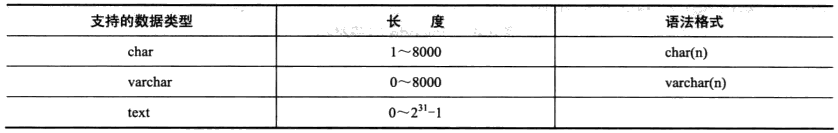 支持的数据类型 长 度 语法格式
char 1～8000 char(n)
varchar 0～8000 varchar(n)
text 0～2³¹-1